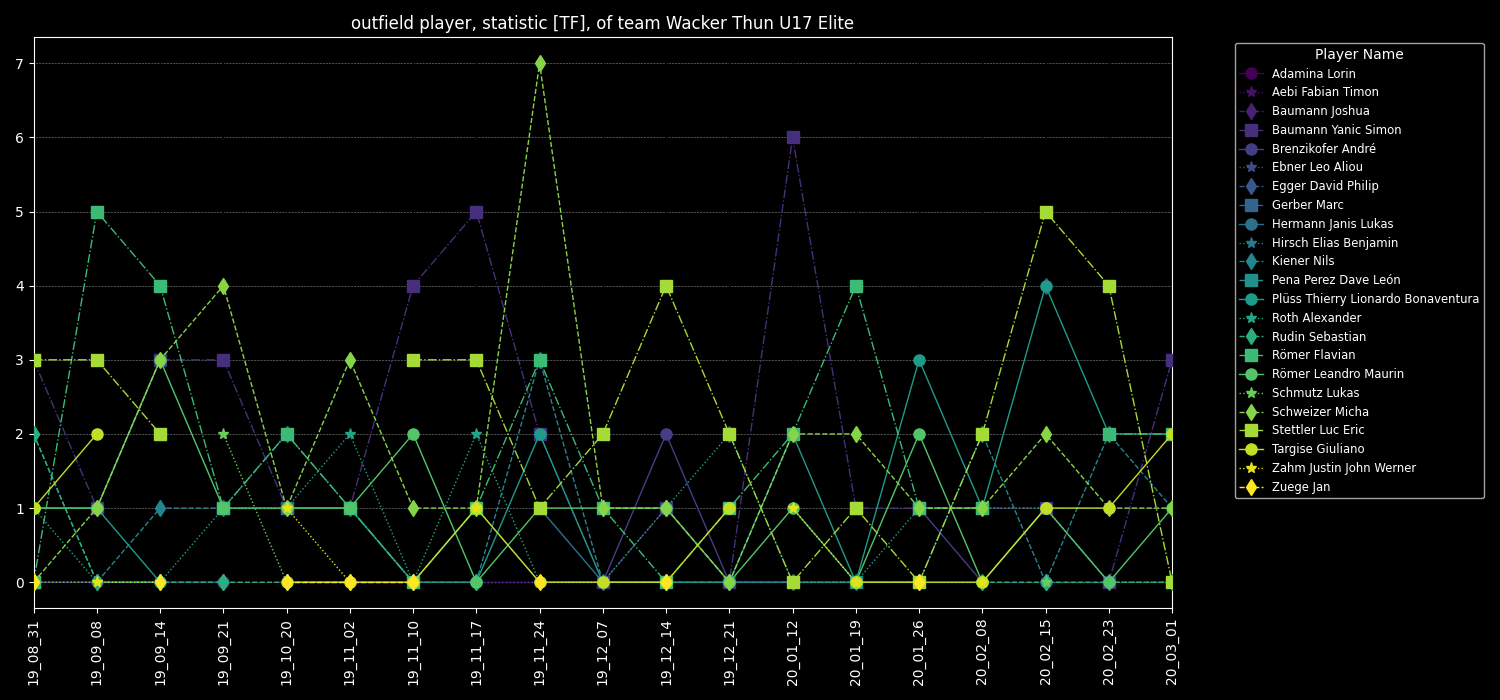 outfield player, statistic [TF], of team Wacker Thun U17 Elite
7
6
5
4
3
2
1
0
19_08_31
19_09_08
19_09_14
19_09_21
19_10_20
19_11_02
19_11_10
19_11_17
19_11_24
19_12_07
19_12_14
19_12_21
20_01_12
20_01_19
20_01_26
20_02_08
20_02_15
20_02_23
20_03_01
Player Name
Adamina Lorin
Aebi Fabian Timon
Baumann Joshua
Baumann Yanic Simon
Brenzikofer André
Ebner Leo Aliou
Egger David Philip
Gerber Marc
Hermann Janis Lukas
Hirsch Elias Benjamin
Kiener Nils
Pena Perez Dave León
Plüss Thierry Lionardo Bonaventura
Roth Alexander
Rudin Sebastian
Römer Flavian
Römer Leandro Maurin
Schmutz Lukas
Schweizer Micha
Stettler Luc Eric
Targise Giuliano
Zahm Justin John Werner
Zuege Jan